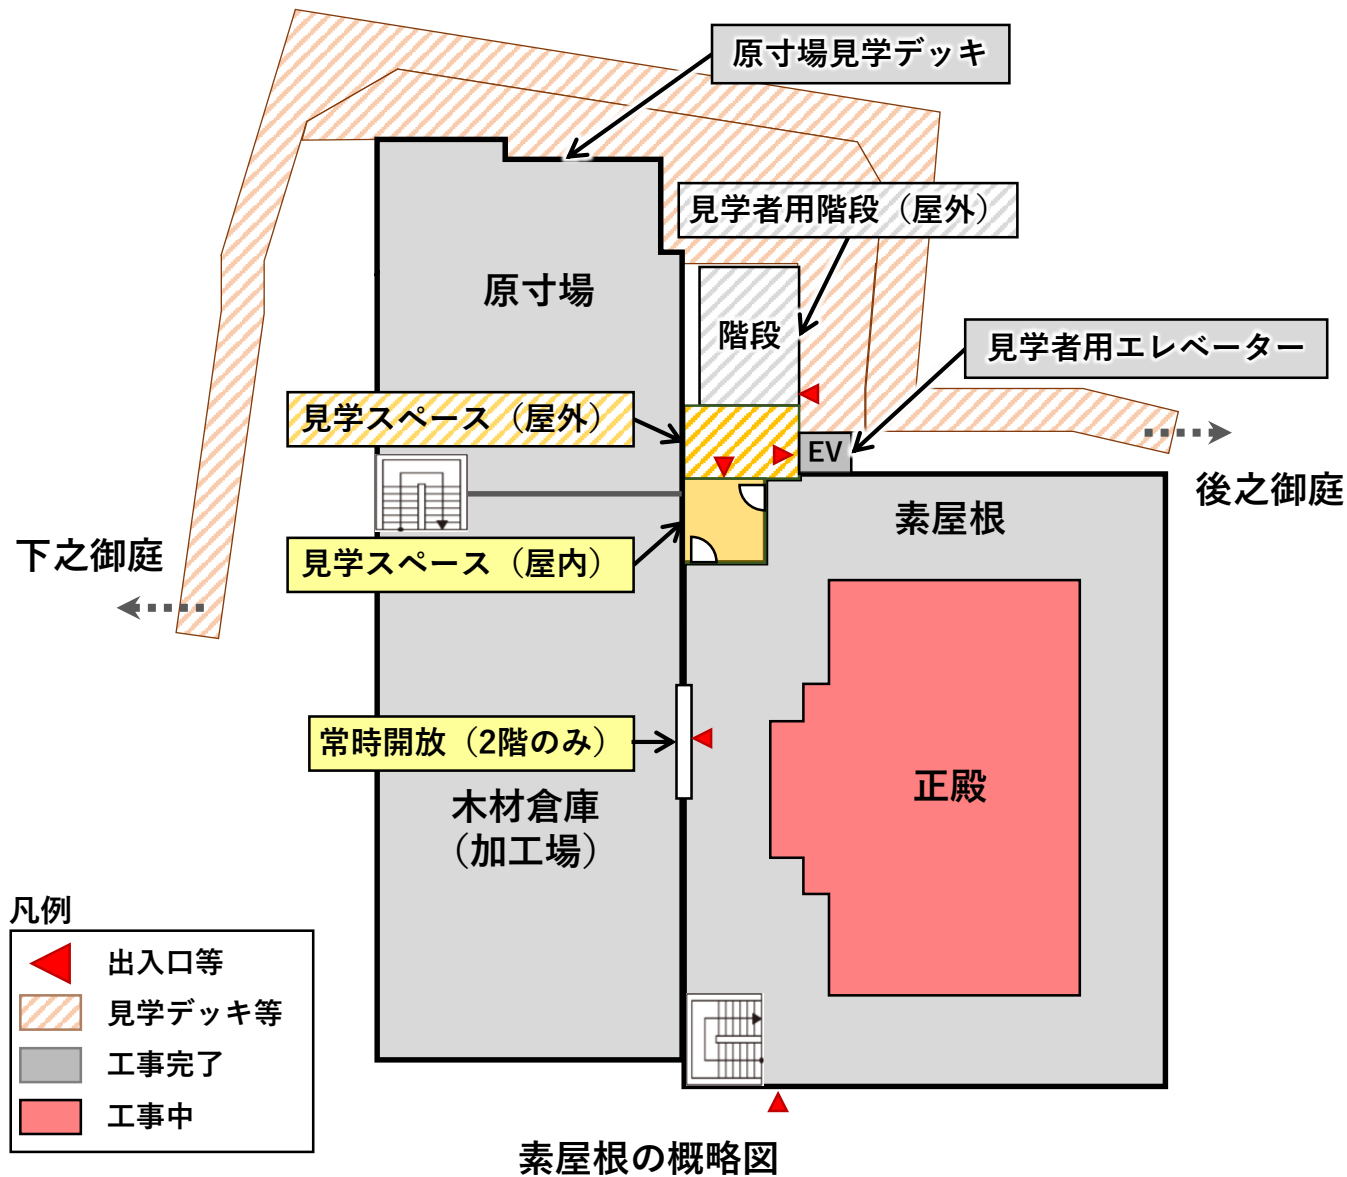 原寸場見学デッキ
見学者用階段（屋外）
原寸場
階段
見学者用エレベーター
見学スペース（屋外）
EV
後之御庭
素屋根
下之御庭
見学スペース（屋内）
常時開放（2階のみ）
正殿
木材倉庫
（加工場）
凡例
出入口等
見学デッキ等
工事完了
工事中
素屋根の概略図